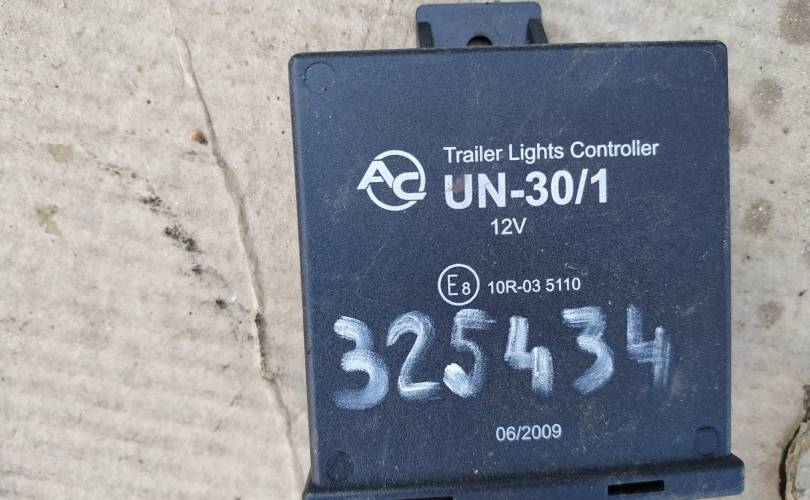 AC
Trailer Lights Controller
UN-30/1
12V
E8 10R-03 5110
325434
06/2009